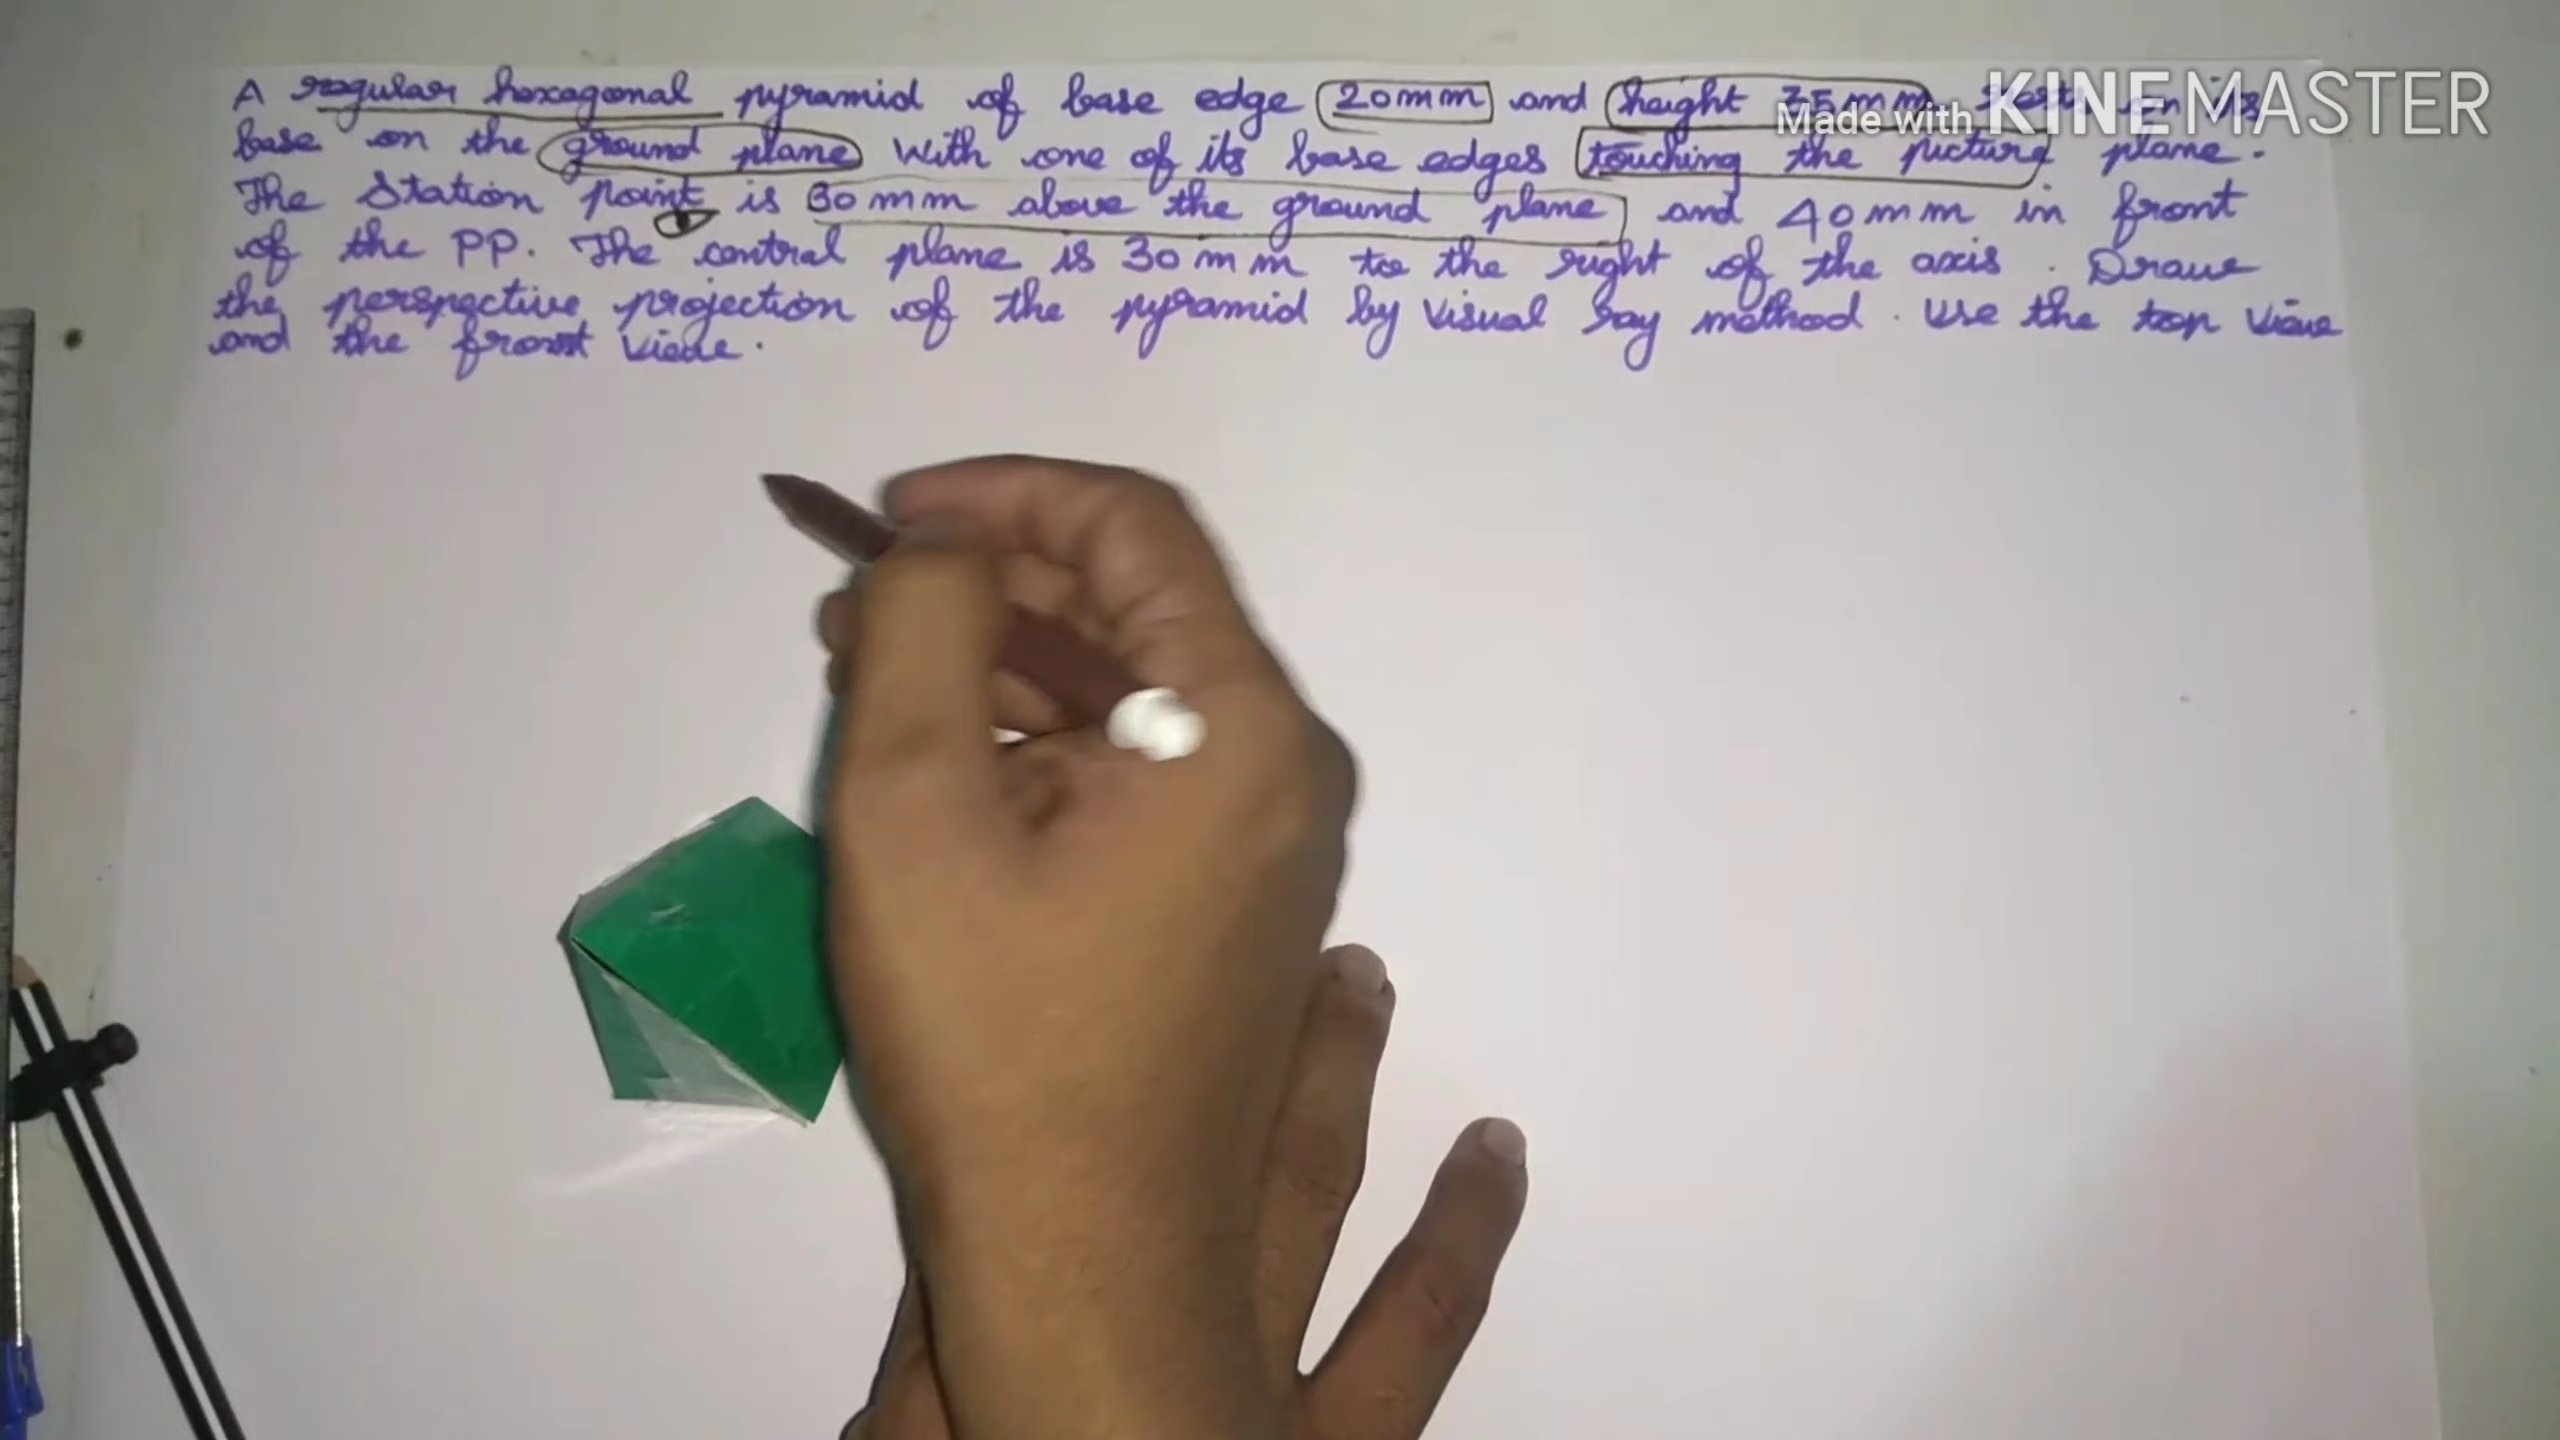 A regular hexagonal pyramid of base edge 20mm and height 35mm rests on its
base on the ground plane with one of its base edges touching the picture plane.
The Station point is 30mm above the ground plane and 40mm in front
of the PP. The central plane is 30mm to the right of the axis. Draw
the perspective projection of the pyramid by visual ray method. Use the top view
and the front view.
Made with KINEMASTER